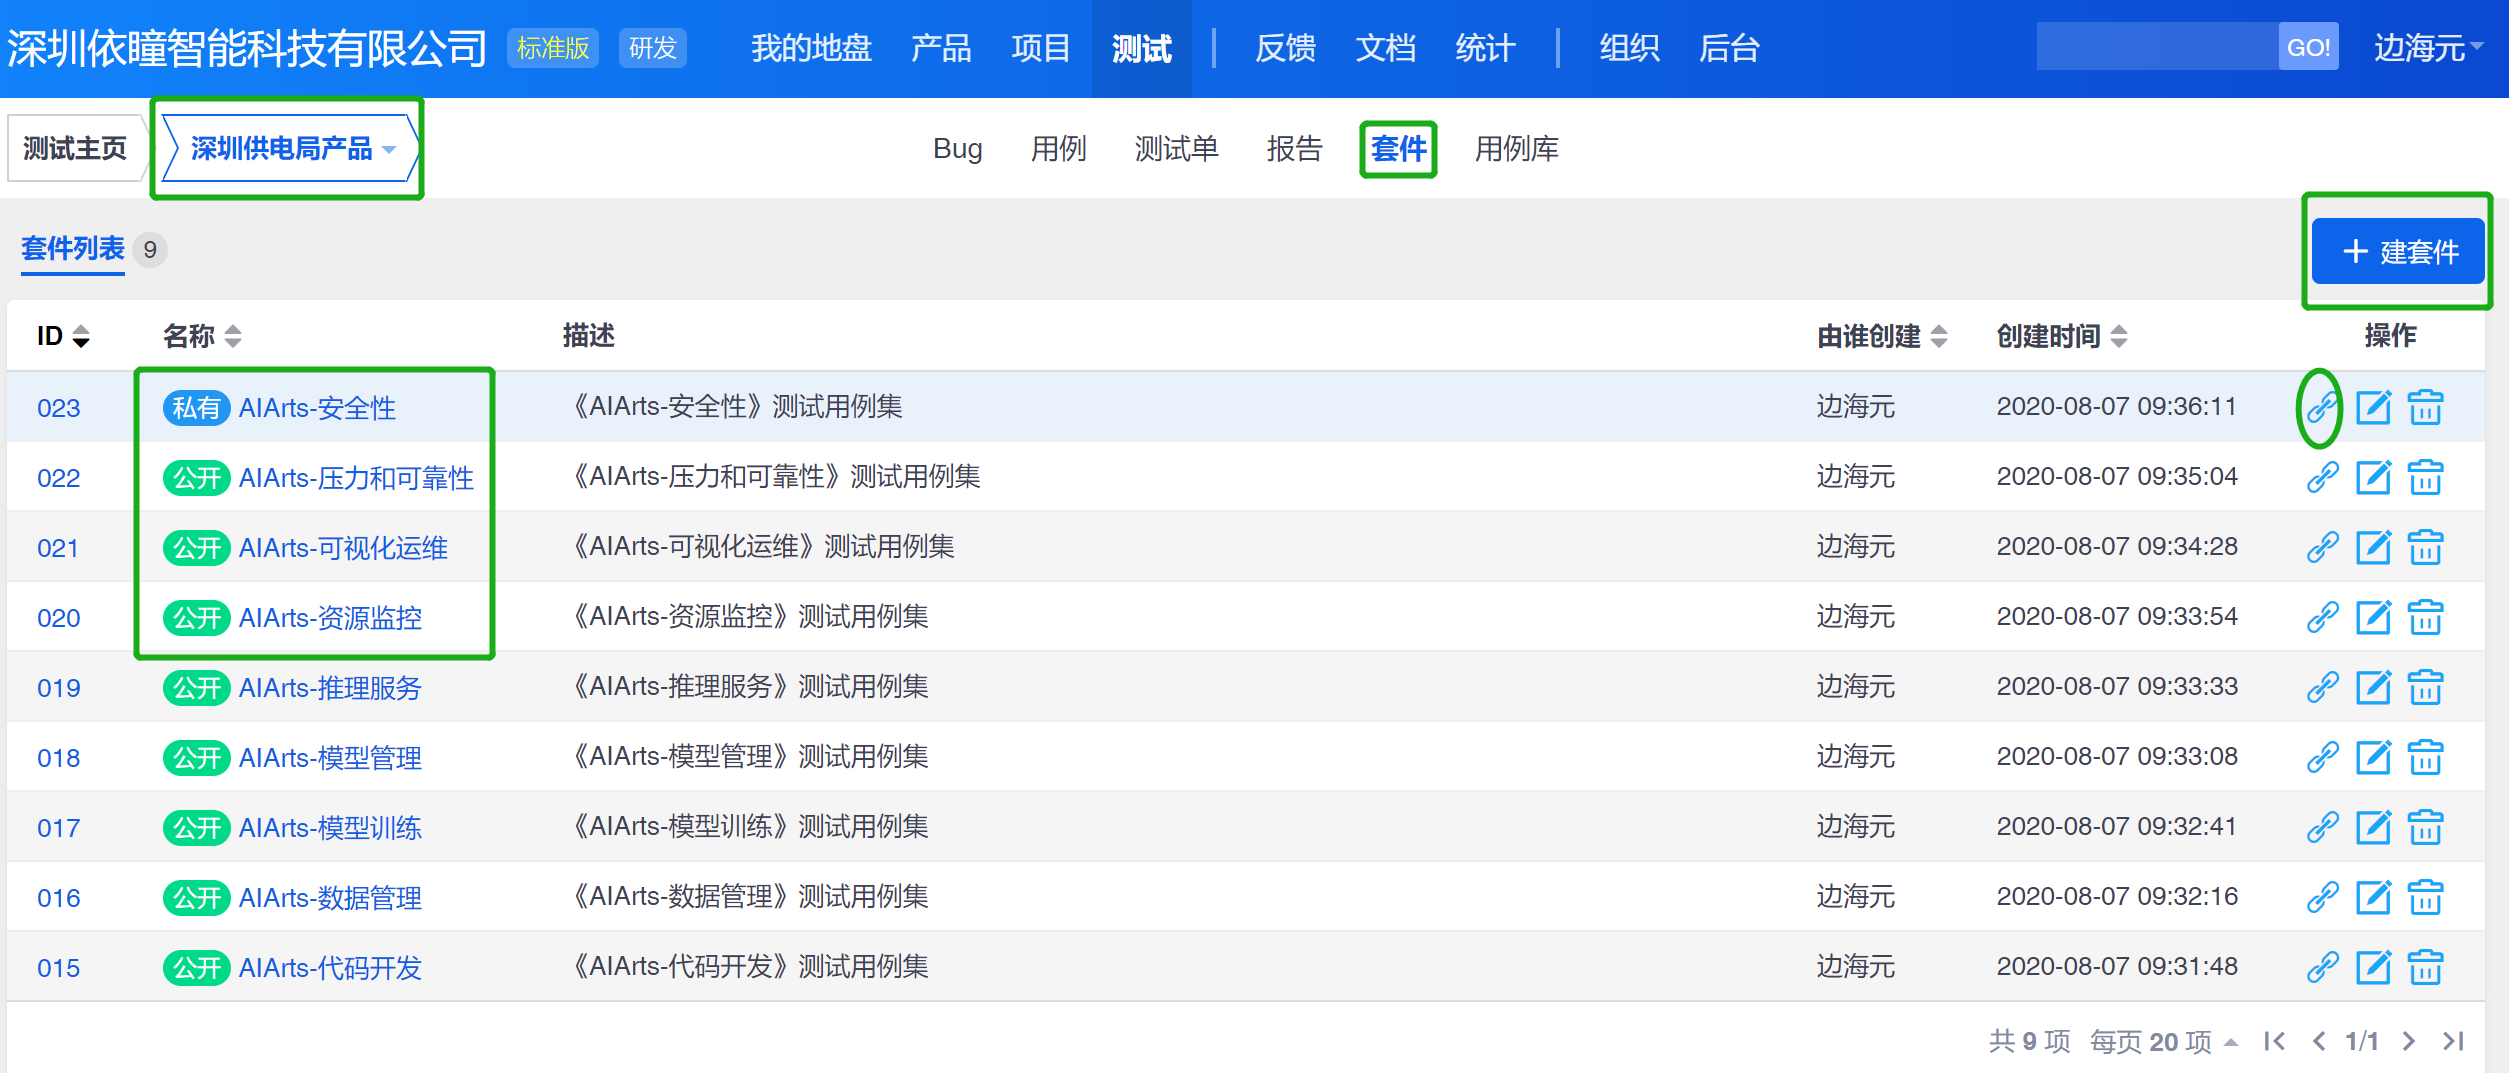 深圳依瞳智能科技有限公司 标准版 研发 我的地盘 产品 项目 测试 反馈 文档 统计 组织 后台 GO! 边海元
测试主页 深圳供电局产品 Bug 用例 测试单 报告 套件 用例库
套件列表 9 + 建套件
ID 名称 描述 由谁创建 创建时间 操作
023 私有 AIArts-安全性 《AIArts-安全性》测试用例集 边海元 2020-08-07 09:36:11
022 公开 AIArts-压力和可靠性 《AIArts-压力和可靠性》测试用例集 边海元 2020-08-07 09:35:04
021 公开 AIArts-可视化运维 《AIArts-可视化运维》测试用例集 边海元 2020-08-07 09:34:28
020 公开 AIArts-资源监控 《AIArts-资源监控》测试用例集 边海元 2020-08-07 09:33:54
019 公开 AIArts-推理服务 《AIArts-推理服务》测试用例集 边海元 2020-08-07 09:33:33
018 公开 AIArts-模型管理 《AIArts-模型管理》测试用例集 边海元 2020-08-07 09:33:08
017 公开 AIArts-模型训练 《AIArts-模型训练》测试用例集 边海元 2020-08-07 09:32:41
016 公开 AIArts-数据管理 《AIArts-数据管理》测试用例集 边海元 2020-08-07 09:32:16
015 公开 AIArts-代码开发 《AIArts-代码开发》测试用例集 边海元 2020-08-07 09:31:48
共 9 项 每页 20 项 1/1